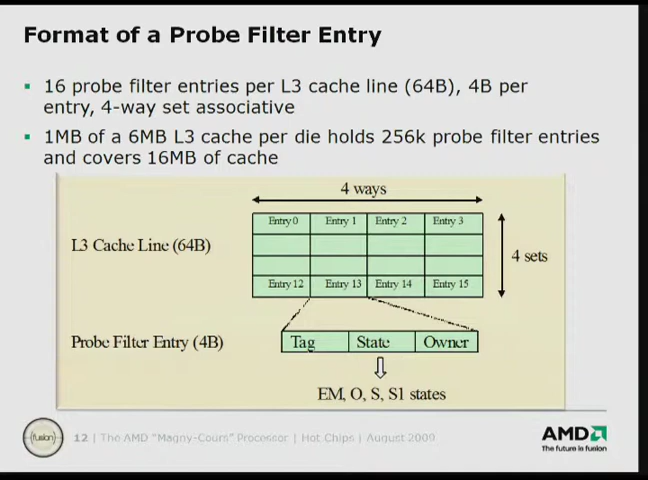 Format of a Probe Filter Entry
16 probe filter entries per L3 cache line (64B), 4B per
entry, 4-way set associative
1MB of a 6MB L3 cache per die holds 256k probe filter entries
and covers 16MB of cache
4 ways
Entry 0 Entry 1 Entry 2 Entry 3
L3 Cache Line (64B)
4 sets
Entry 12 Entry 13 Entry 14 Entry 15
Probe Filter Entry (4B)
Tag State Owner
EM, O, S, S1 states
fusion
12 | The AMD "Magny-Cours" Processor | Hot Chips | August 2009
AMD
The future is fusion